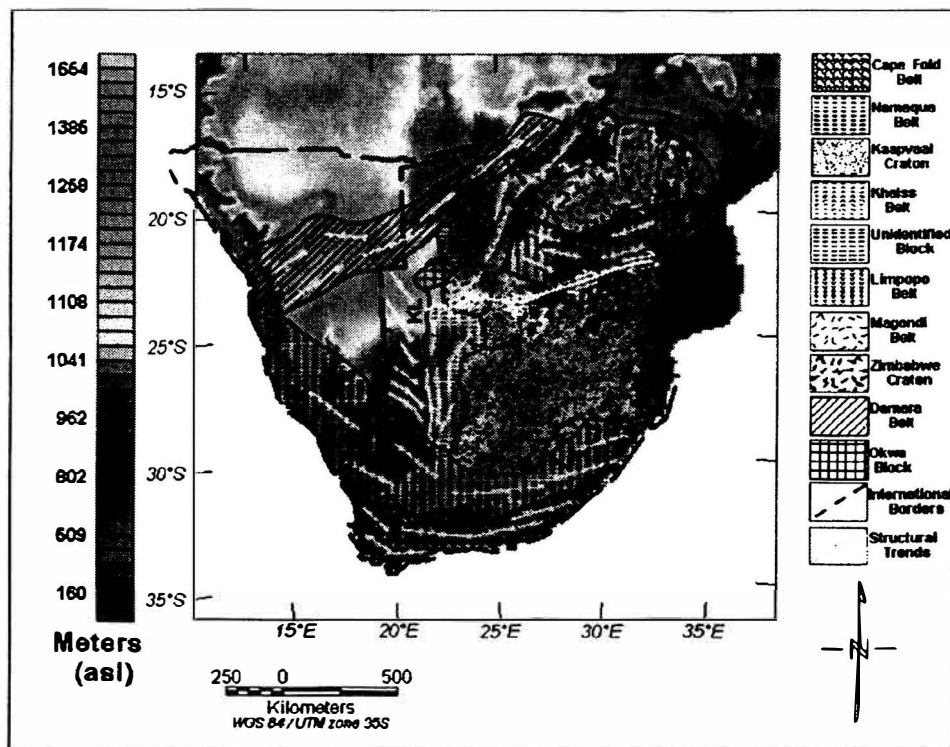 1664
1386
1258
1174
1108
1041
962
802
609
160
Meters
(asl)
15°S
20°S
25°S
30°S
35°S
15°E
20°E
25°E
30°E
35°E
250 0 500
Kilometers
WGS 84 / UTM zone 35S
Cape Fold
Belt
Namaqua
Belt
Kaapvaal
Craton
Kheiss
Belt
Unidentified
Block
Limpopo
Belt
Magondi
Belt
Zimbabwe
Craton
Damara
Belt
Okwa
Block
International
Borders
Structural
Trends
N